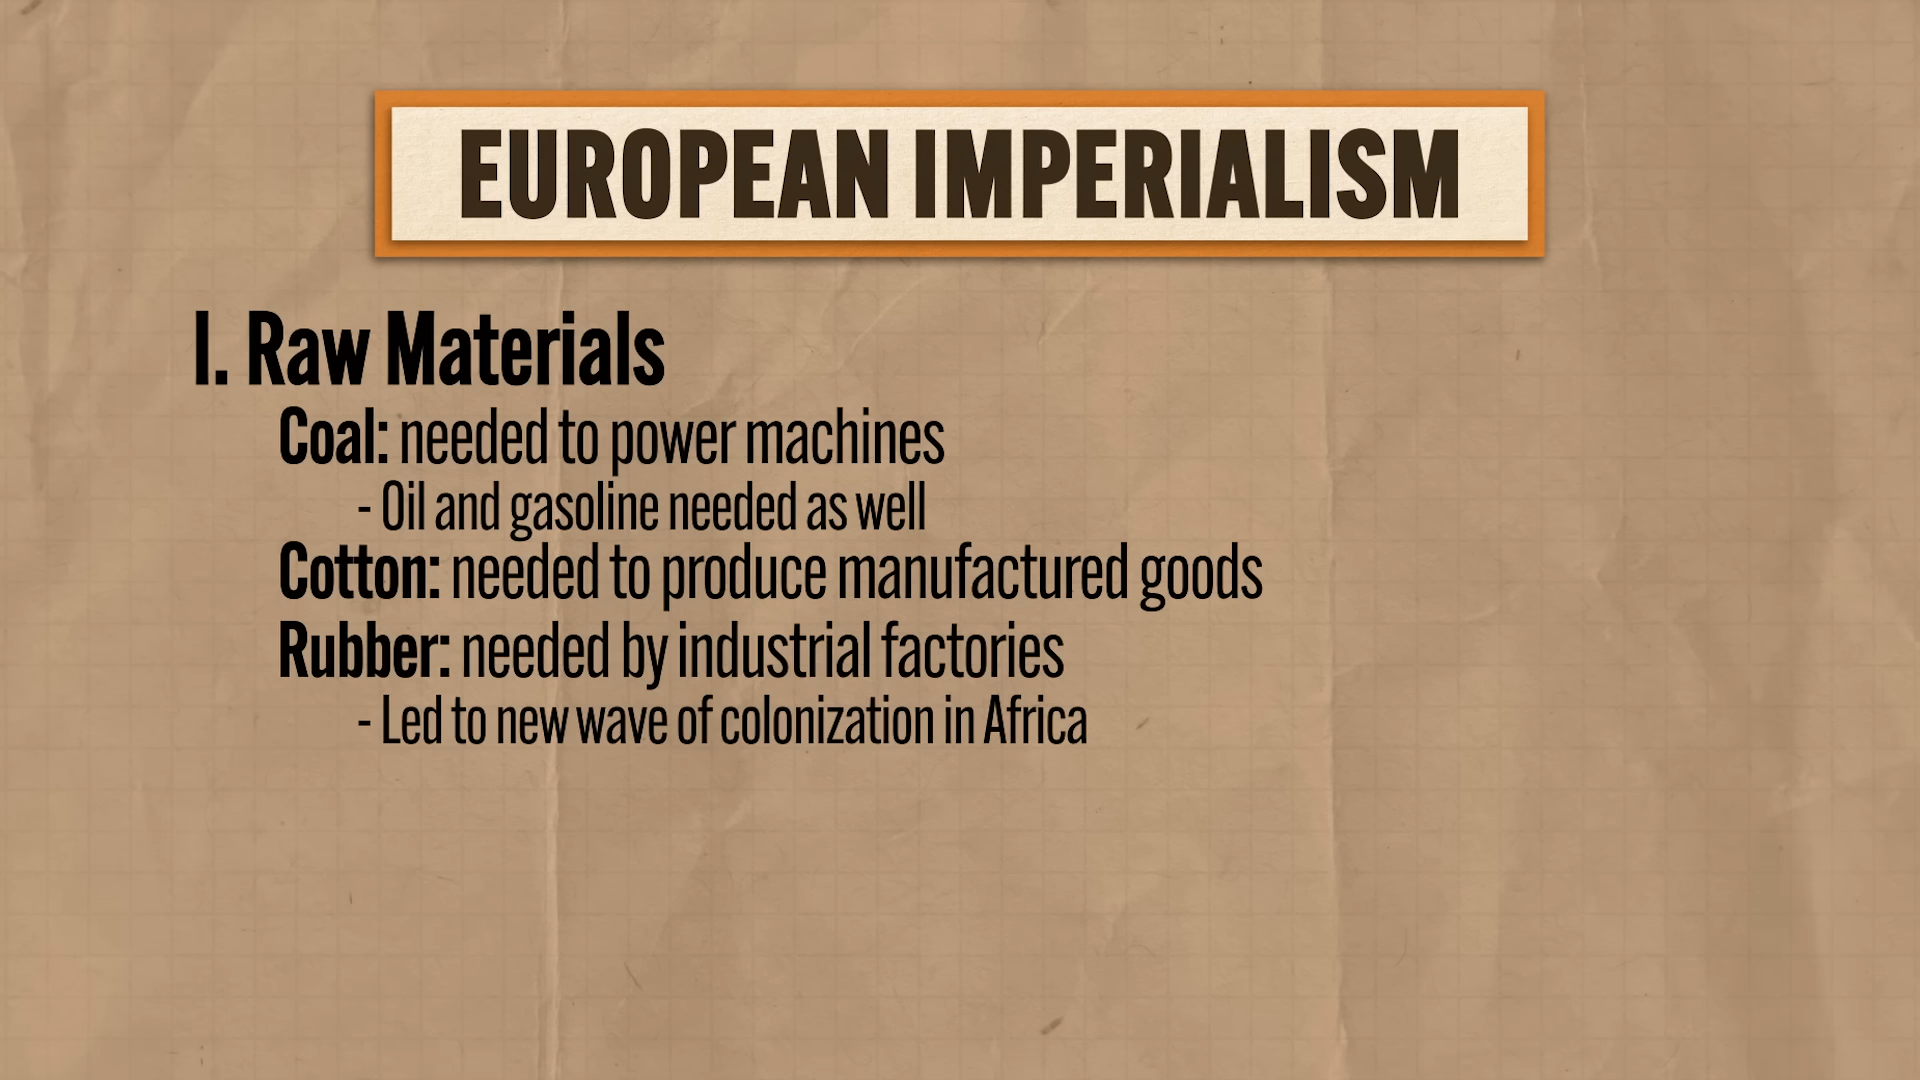 EUROPEAN IMPERIALISM
I. Raw Materials
Coal: needed to power machines
- Oil and gasoline needed as well
Cotton: needed to produce manufactured goods
Rubber: needed by industrial factories
- Led to new wave of colonization in Africa